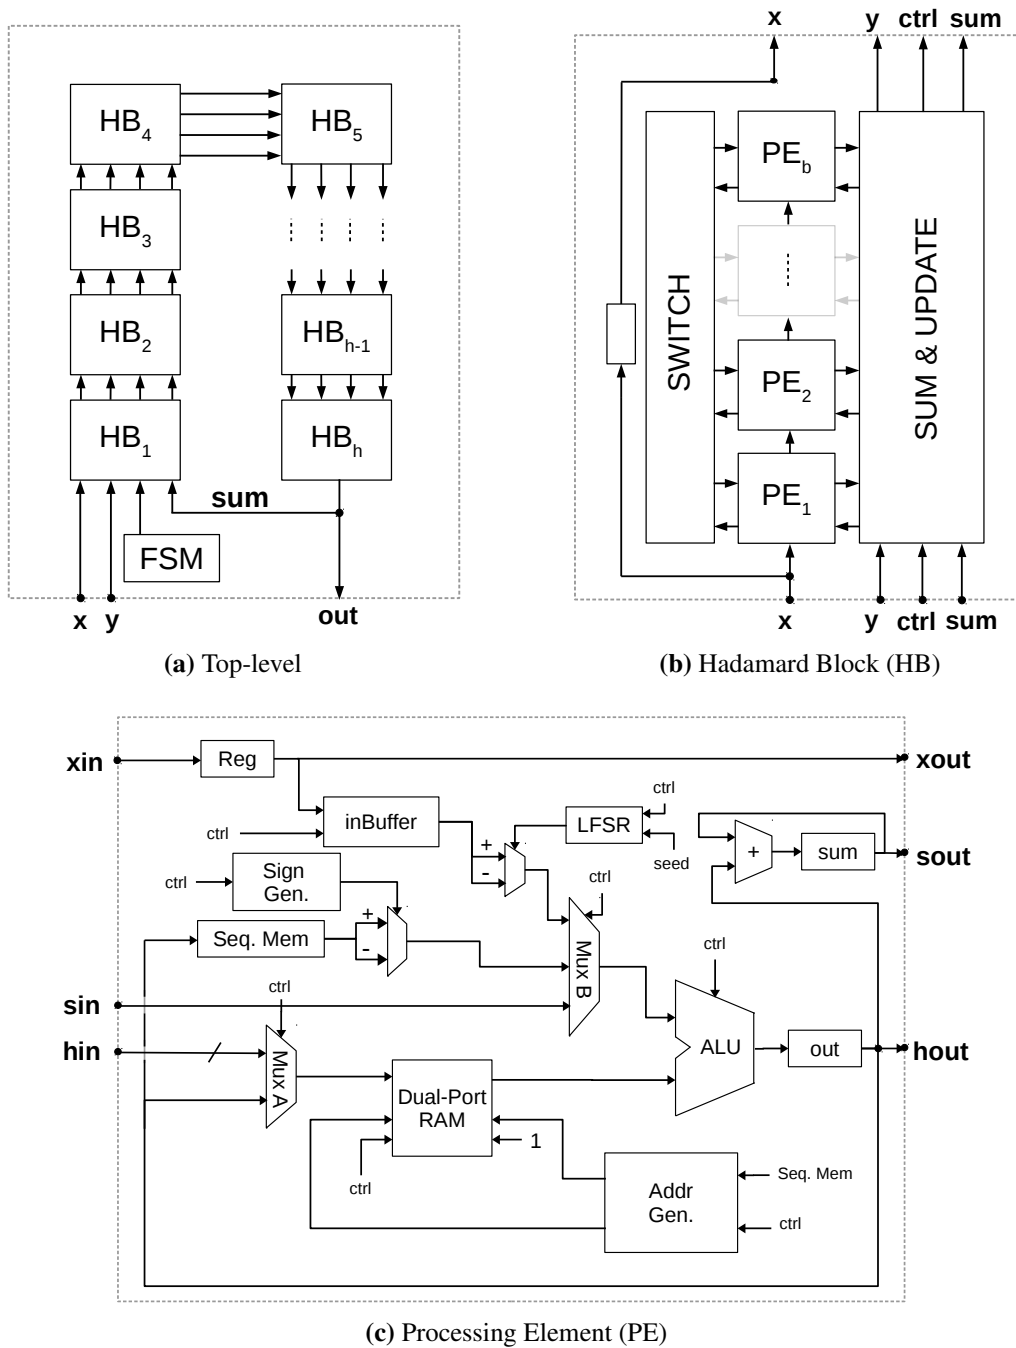 HB4
HB5
HB3
HB2
HBh-1
HB1
HBh
sum
FSM
x y
out
(a) Top-level
x
y ctrl sum
SWITCH
PEb
PE2
PE1
SUM & UPDATE
x
y ctrl sum
(b) Hadamard Block (HB)
xin
Reg
xout
ctrl
inBuffer
ctrl
LFSR
seed
+
-
+
sum
sout
ctrl
Sign
Gen.
ctrl
Seq. Mem
+
-
Mux B
ctrl
sin
ctrl
hin
Mux A
ALU
out
hout
Dual-Port
RAM
1
ctrl
Addr
Gen.
Seq. Mem
ctrl
(c) Processing Element (PE)